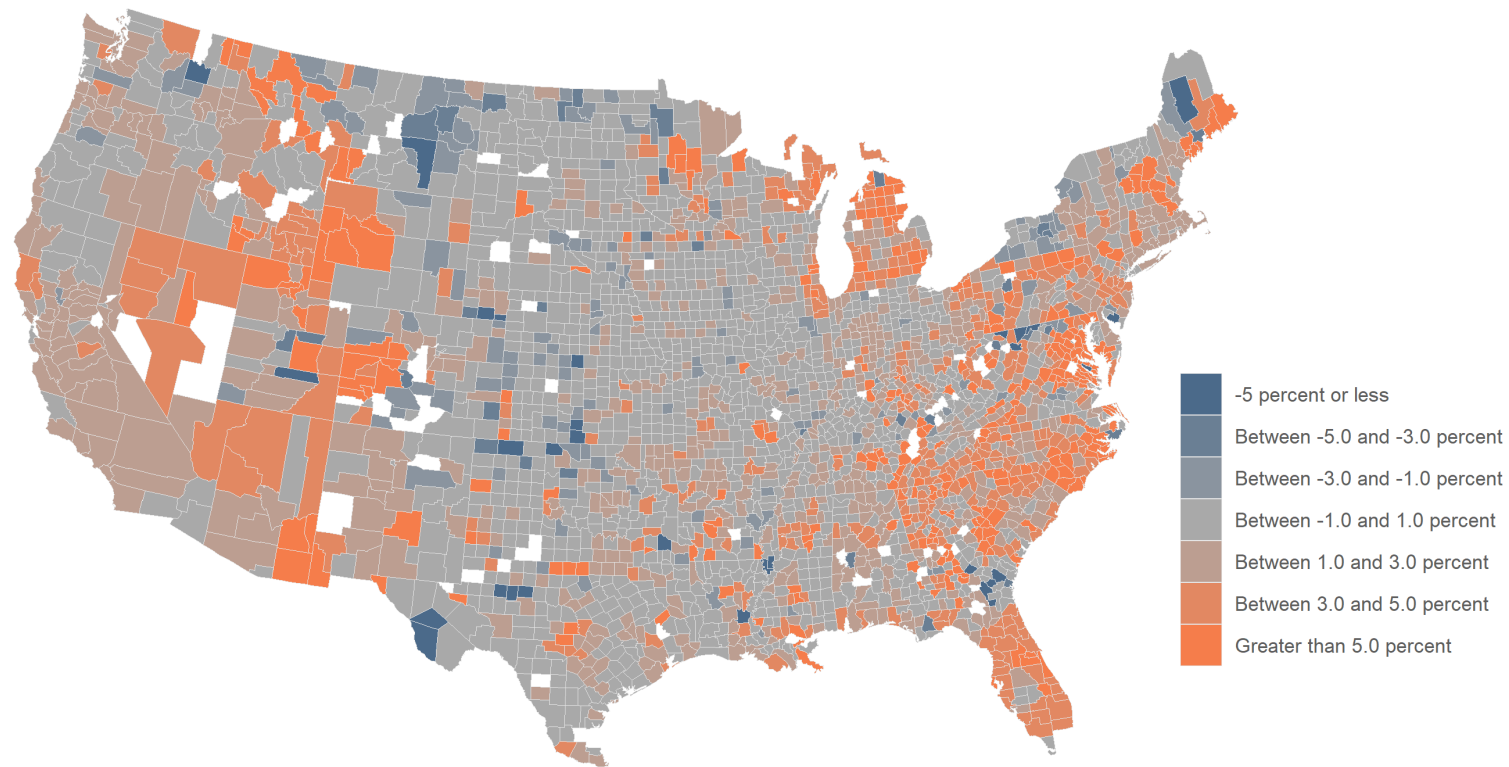 -5 percent or less
Between -5.0 and -3.0 percent
Between -3.0 and -1.0 percent
Between -1.0 and 1.0 percent
Between 1.0 and 3.0 percent
Between 3.0 and 5.0 percent
Greater than 5.0 percent